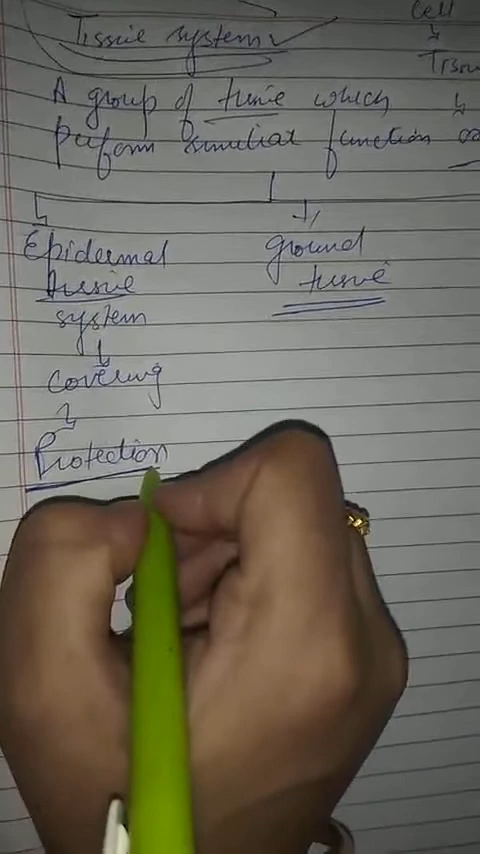 Tissue system
Cell
Tissu
A group of tissue which
Perform similar function
Epidermal
tissue
system
ground
tissue
Covering
Protection